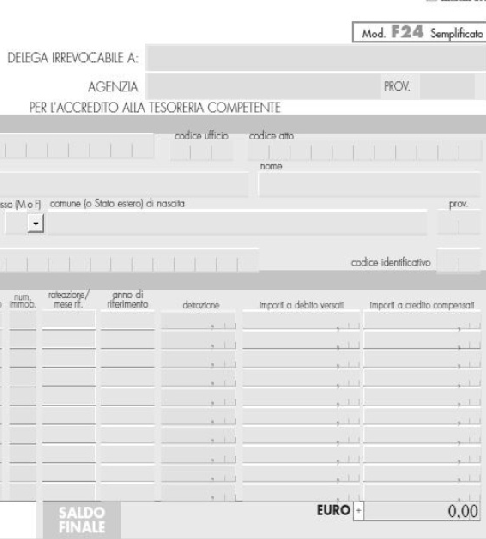 Mod. F24 Semplificato
DELEGA IRREVOCABILE A:
AGENZIA PROV.
PER L'ACCREDITO ALLA TESORERIA COMPETENTE
codice ufficio codice atto
nome
sso (M o F) comune (o Stato estero) di nascita prov.
codice identificativo
num. immob. rateazione/ mese rif. anno di riferimento detrazione importi a debito versati importi a credito compensati
SALDO FINALE EURO + 0,00